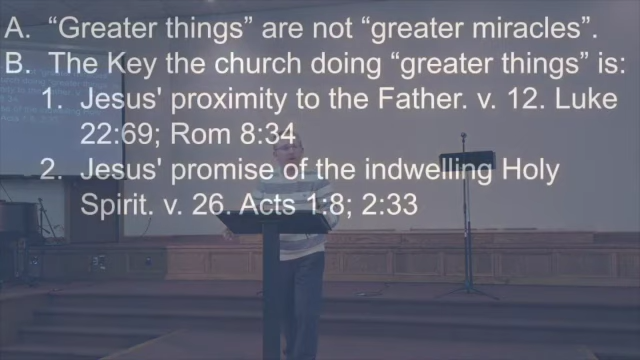 A. “Greater things” are not “greater miracles”.
B. The Key the church doing “greater things” is:
1. Jesus' proximity to the Father. v. 12. Luke
22:69; Rom 8:34
2. Jesus' promise of the indwelling Holy
Spirit. v. 26. Acts 1:8; 2:33